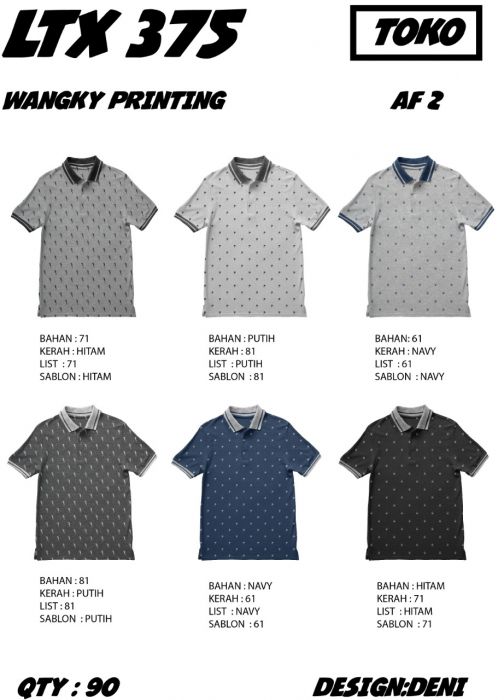 LTX 375
TOKO
WANGKY PRINTING
AF 2
BAHAN : 71
KERAH : HITAM
LIST : 71
SABLON : HITAM
BAHAN : PUTIH
KERAH : 81
LIST : PUTIH
SABLON : 81
BAHAN: 61
KERAH : NAVY
LIST : 61
SABLON : NAVY
BAHAN : 81
KERAH : PUTIH
LIST : 81
SABLON : PUTIH
BAHAN : NAVY
KERAH : 61
LIST : NAVY
SABLON : 61
BAHAN : HITAM
KERAH : 71
LIST : HITAM
SABLON : 71
QTY : 90
DESIGN:DENI